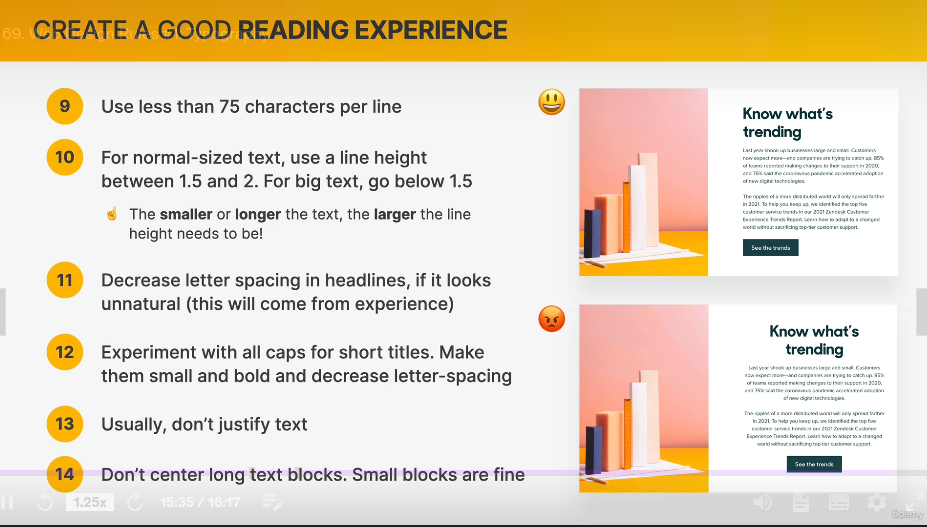 CREATE A GOOD READING EXPERIENCE
9
Use less than 75 characters per line
10
For normal-sized text, use a line height
between 1.5 and 2. For big text, go below 1.5
The smaller or longer the text, the larger the line
height needs to be!
11
Decrease letter spacing in headlines, if it looks
unnatural (this will come from experience)
12
Experiment with all caps for short titles. Make
them small and bold and decrease letter-spacing
13
Usually, don’t justify text
14
Don’t center long text blocks. Small blocks are fine
Know what’s
trending
Last year shook up businesses large and small. Customers
now expect more—and companies are trying to catch up. 85%
of teams reported making changes to their support in 2020,
and 75% said the coronavirus pandemic accelerated adoption
of new digital technologies.
The ripples of a more distributed world will only spread farther
in 2021. To help you keep up, we identified the top five
customer service trends in our 2021 Zendesk Customer
Experience Trends Report. Learn how to adapt to a changed
world without sacrificing top-tier customer support.
See the trends
Know what’s
trending
Last year shook up businesses large and small. Customers
now expect more—and companies are trying to catch up. 85%
of teams reported making changes to their support in 2020,
and 75% said the coronavirus pandemic accelerated adoption
of new digital technologies.
The ripples of a more distributed world will only spread farther
in 2021. To help you keep up, we identified the top five
customer service trends in our 2021 Zendesk Customer
Experience Trends Report. Learn how to adapt to a changed
world without sacrificing top-tier customer support.
See the trends
1.25x
15:35 / 16:17